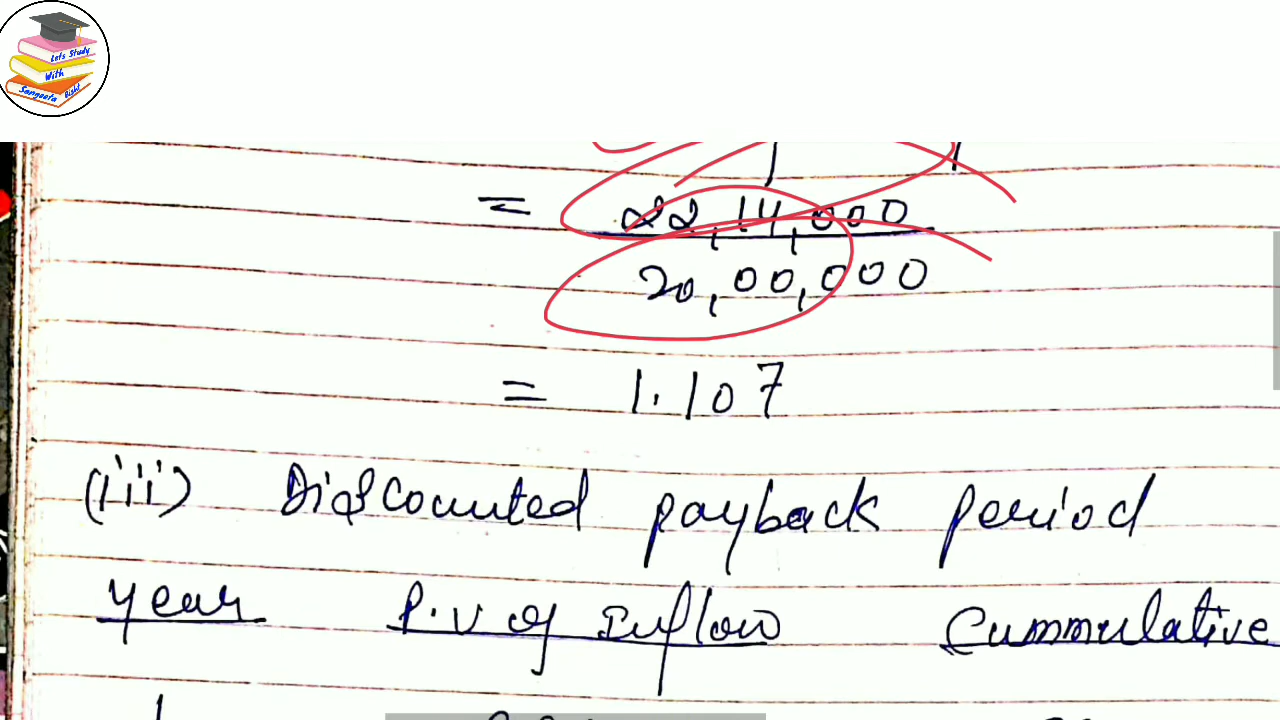 Lets Study
With
Sangeeta Bisht
= 22,14,000
20,00,000
= 1.107
(iii) Discounted payback period
year P.V of Inflow Cummulative
1